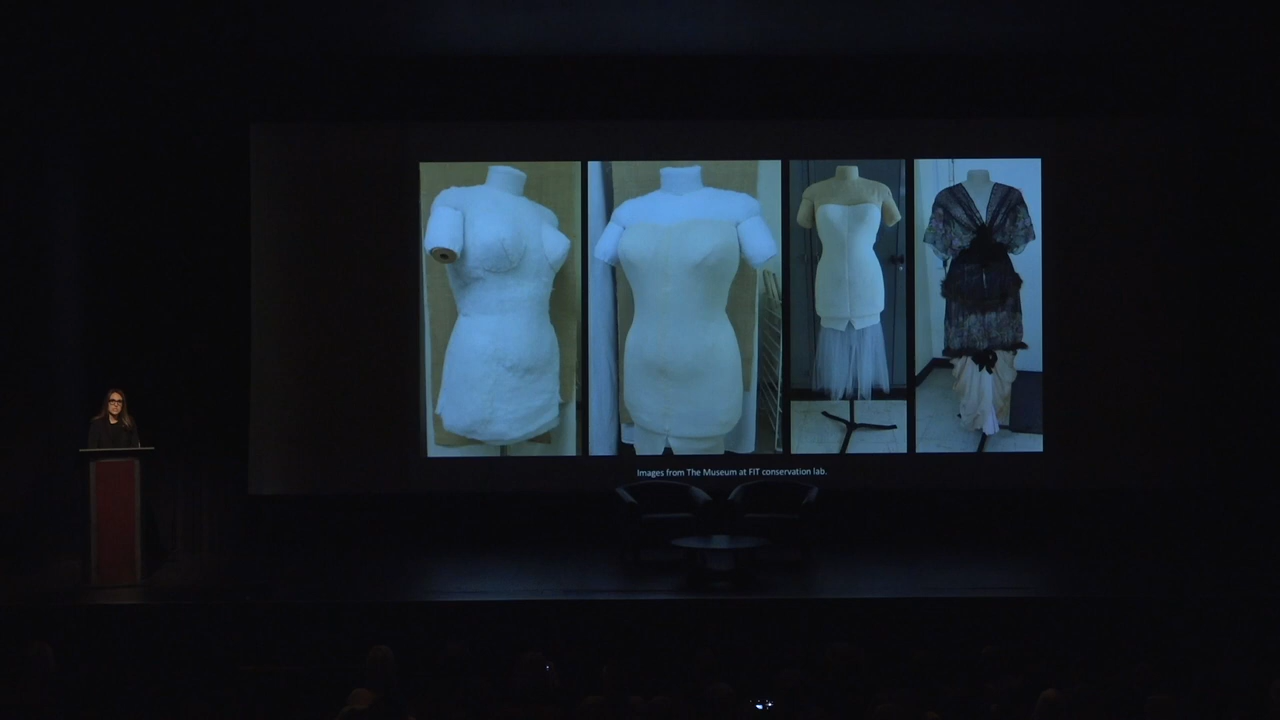 Images from The Museum at FIT conservation lab.